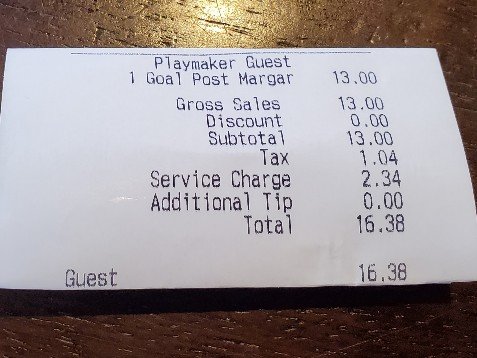 Playmaker Guest
1 Goal Post Margar 13.00
Gross Sales 13.00
Discount 0.00
Subtotal 13.00
Tax 1.04
Service Charge 2.34
Additional Tip 0.00
Total 16.38
Guest 16.38